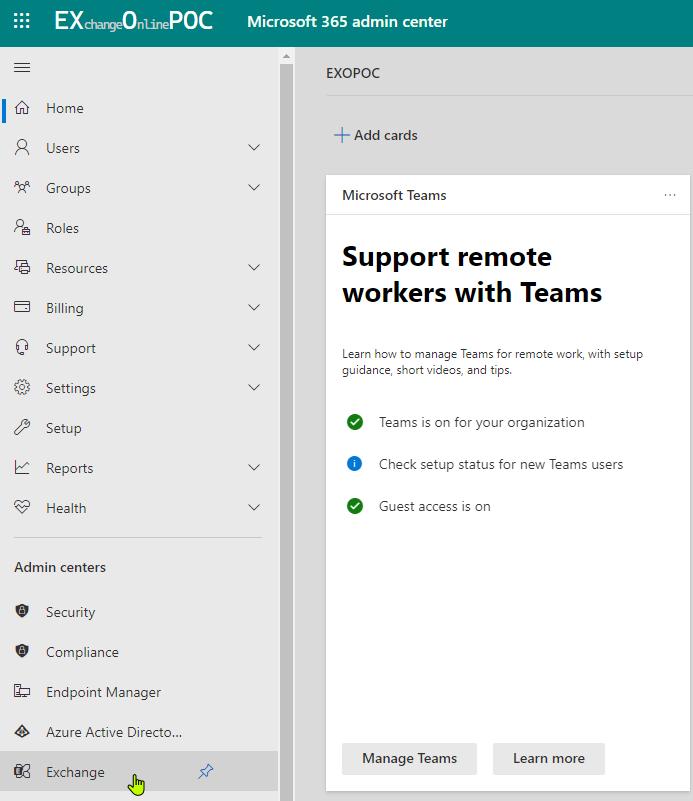 EXchangeOnlinePOC Microsoft 365 admin center
Home
Users
Groups
Roles
Resources
Billing
Support
Settings
Setup
Reports
Health
Admin centers
Security
Compliance
Endpoint Manager
Azure Active Directo...
Exchange
EXOPOC
Add cards
Microsoft Teams
Support remote
workers with Teams
Learn how to manage Teams for remote work, with setup
guidance, short videos, and tips.
Teams is on for your organization
Check setup status for new Teams users
Guest access is on
Manage Teams Learn more